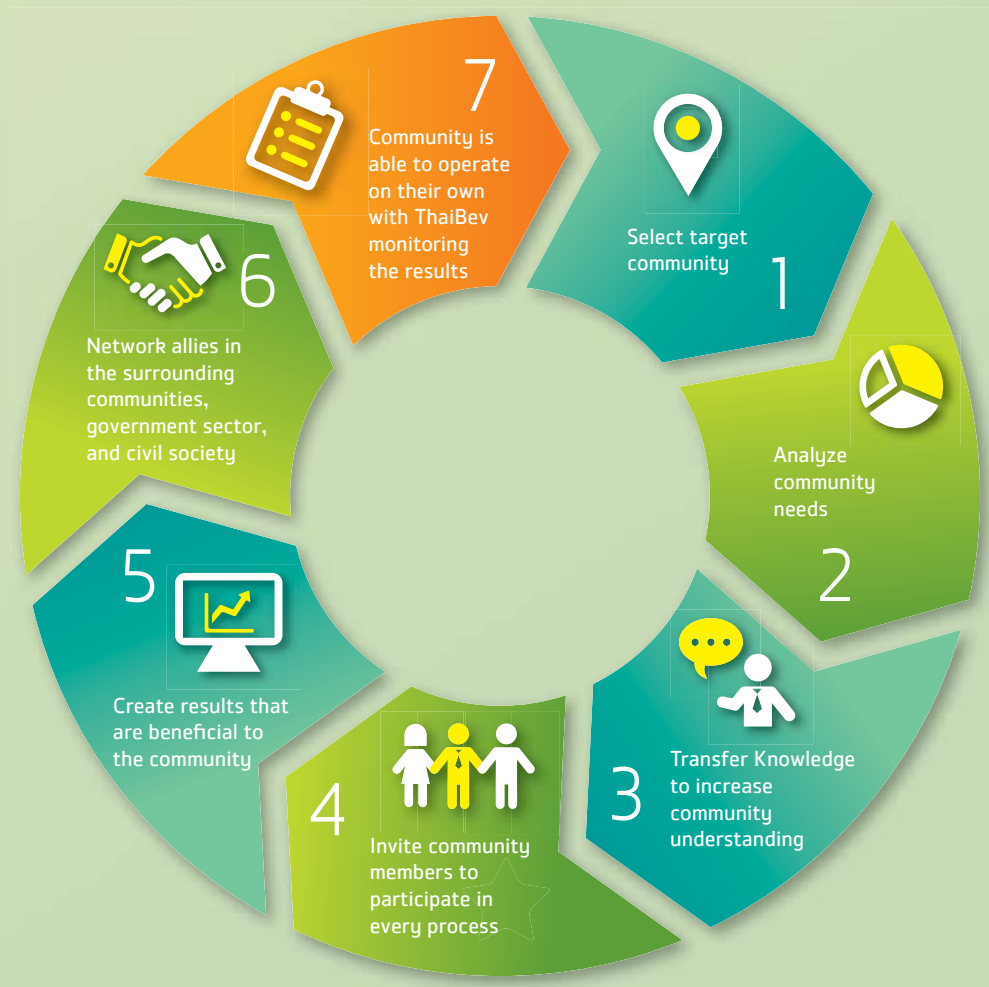 1
Select target
community
2
Analyze
community
needs
3
Transfer Knowledge
to increase
community
understanding
4
Invite community
members to
participate in
every process
5
Create results that
are beneficial to
the community
6
Network allies in
the surrounding
communities,
government sector,
and civil society
7
Community is
able to operate
on their own
with ThaiBev
monitoring
the results